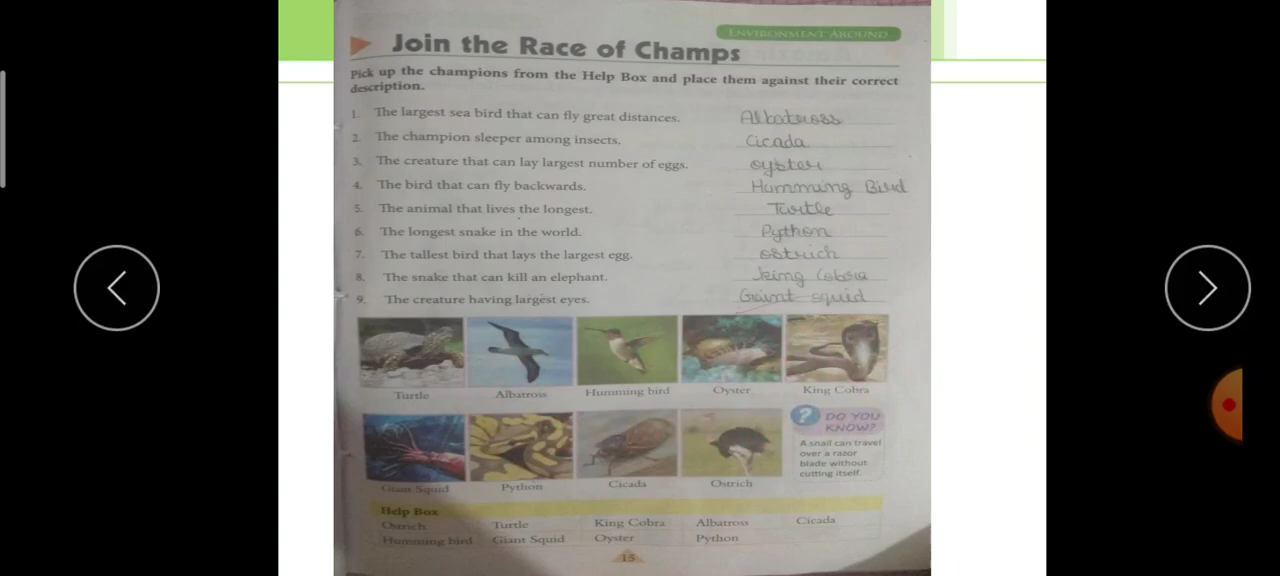 ENVIRONMENT AROUND
Join the Race of Champs
Pick up the champions from the Help Box and place them against their correct
description.
1. The largest sea bird that can fly great distances. Albatross
2. The champion sleeper among insects. Cicada
3. The creature that can lay largest number of eggs. oyster
4. The bird that can fly backwards. Humming Bird
5. The animal that lives the longest. Turtle
6. The longest snake in the world. Python
7. The tallest bird that lays the largest egg. ostrich
8. The snake that can kill an elephant. king Cobra
9. The creature having largest eyes. Gaint squid
Turtle Albatross Humming bird Oyster King Cobra
? DO YOU
KNOW?
A snail can travel
over a razor
blade without
cutting itself.
Giant Squid Python Cicada Ostrich
Help Box
Ostrich Turtle King Cobra Albatross Cicada
Humming bird Giant Squid Oyster Python
15